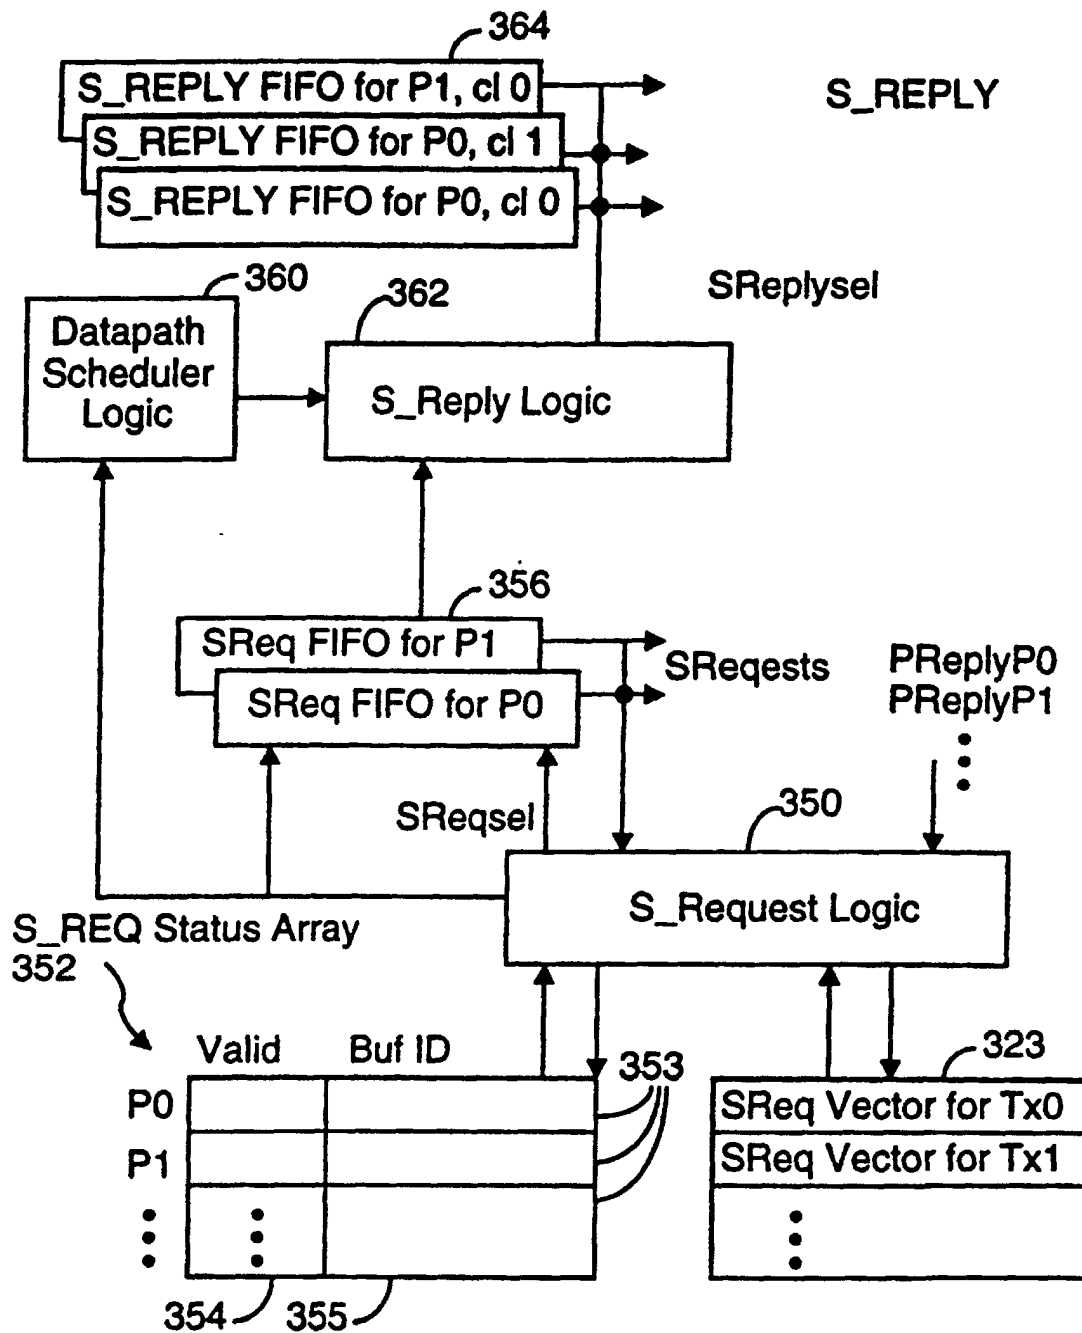 364
S_REPLY FIFO for P1, cl 0
S_REPLY
S_REPLY FIFO for P0, cl 1
S_REPLY FIFO for P0, cl 0
360
362
SReplysel
Datapath
Scheduler
Logic
S_Reply Logic
356
SReq FIFO for P1
SReqests
PReplyP0
SReq FIFO for P0
PReplyP1
SReqsel
350
S_Request Logic
S_REQ Status Array
352
Valid
Buf ID
353
323
P0
SReq Vector for Tx0
P1
SReq Vector for Tx1
354
355